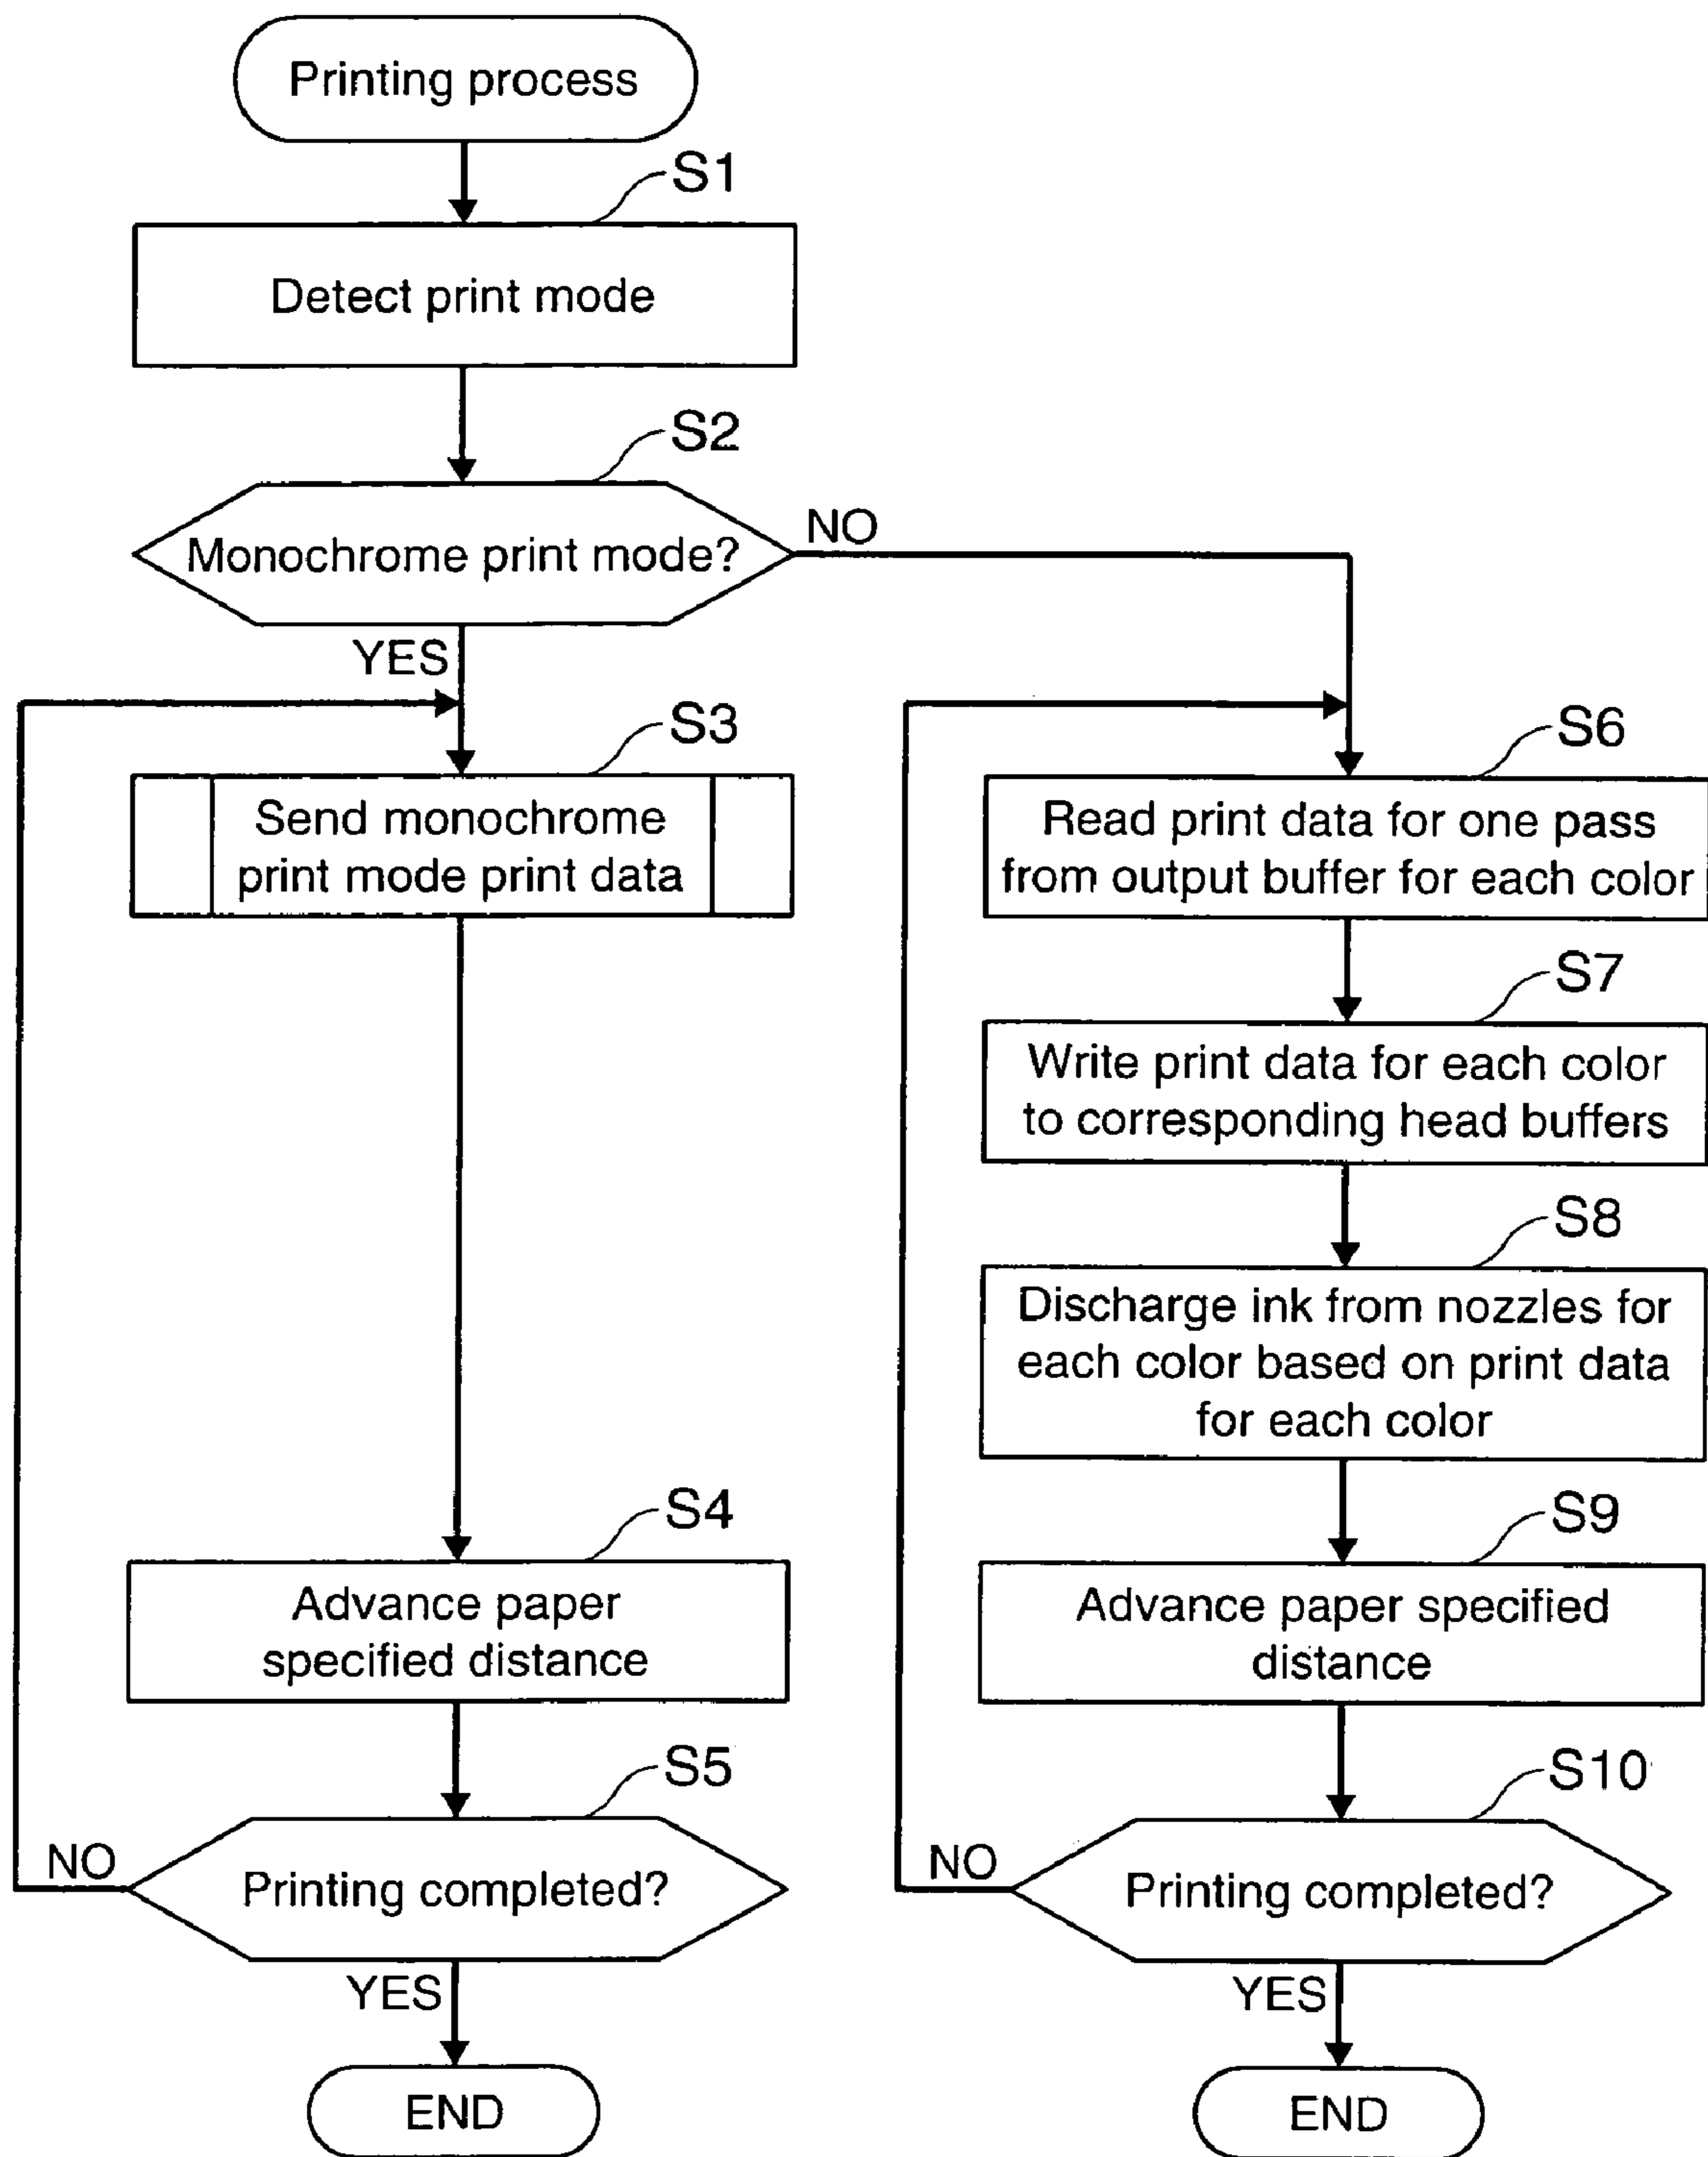 Printing process
S1
Detect print mode
S2
Monochrome print mode?
NO
YES
S3
Send monochrome
print mode print data
S4
Advance paper
specified distance
S5
Printing completed?
NO
YES
END
S6
Read print data for one pass
from output buffer for each color
S7
Write print data for each color
to corresponding head buffers
S8
Discharge ink from nozzles for
each color based on print data
for each color
S9
Advance paper specified
distance
S10
Printing completed?
NO
YES
END